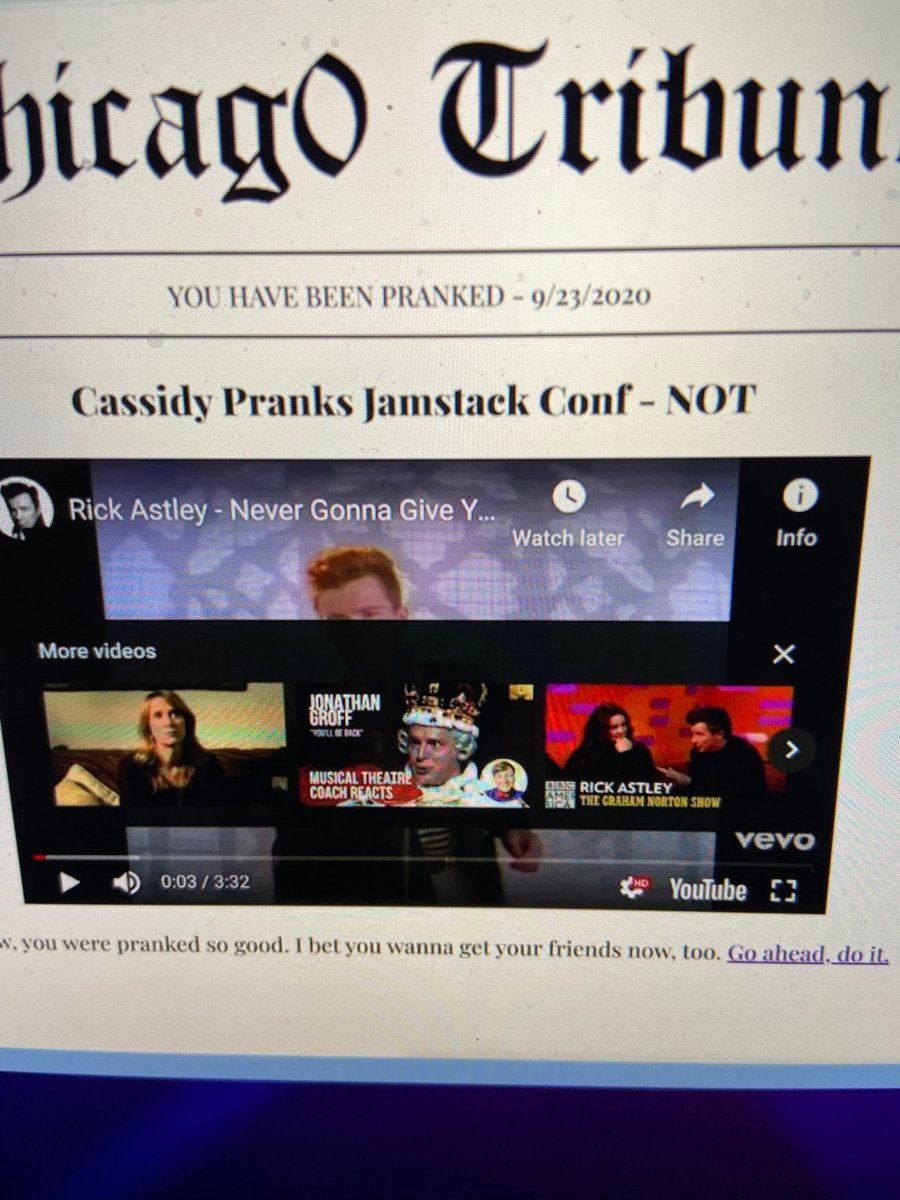 hicagO Tribun
YOU HAVE BEEN PRANKED - 9/23/2020
Cassidy Pranks Jamstack Conf - NOT
Rick Astley - Never Gonna Give Y...
Watch later
Share
Info
More videos
JONATHAN
GROFF
"YOU'LL BE BACK"
MUSICAL THEATRE
COACH REACTS
BBC
AMERICA
RICK ASTLEY
THE GRAHAM NORTON SHOW
vevo
0:03 / 3:32
HD
YouTube
w, you were pranked so good. I bet you wanna get your friends now, too. Go ahead, do it.